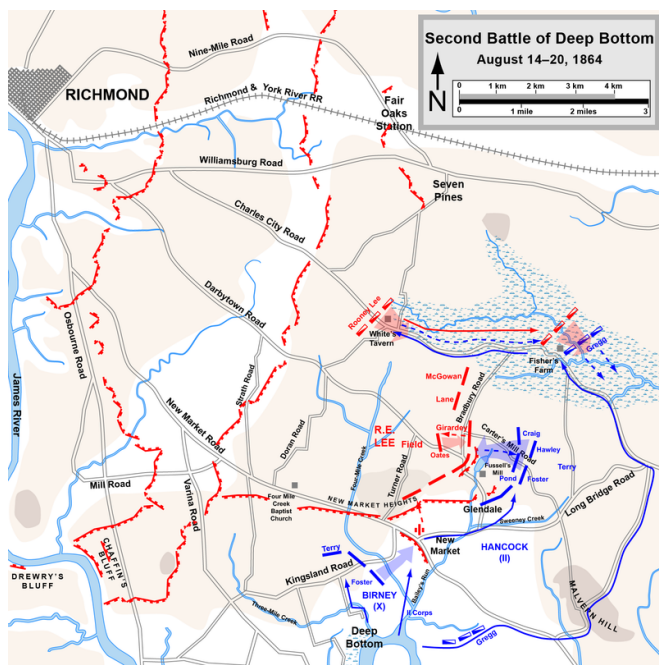 Second Battle of Deep Bottom
August 14–20, 1864
N
0 1 km 2 km 3 km 4 km
0 1 mile 2 miles 3
Nine-Mile Road
RICHMOND
Richmond & York River RR
Fair
Oaks
Station
Williamsburg Road
Seven
Pines
Charles City Road
Darbytown Road
Osbourne Road
Rooney Lee
White's
Tavern
Gregg
Fisher's
Farm
James River
Strath Road
McGowan
Lane
Bradbury Road
New Market Road
Doran Road
R.E.
LEE
Field
Girardey
Oates
Carter's Mill Road
Craig
Hawley
Terry
Four Mile Creek
Turner Road
Fussell's
Mill
Pond
Foster
Mill Road
Varina Road
Four Mile
Creek
Baptist
Church
NEW MARKET HEIGHTS
Glendale
Sweeney Creek
Long Bridge Road
New
Market
HANCOCK
(II)
CHAFFIN'S
BLUFF
DREWRY'S
BLUFF
Terry
Kingsland Road
Foster
BIRNEY
(X)
Bailey's Run
MALVERN HILL
Three-Mile Creek
II Corps
Deep
Bottom
Gregg